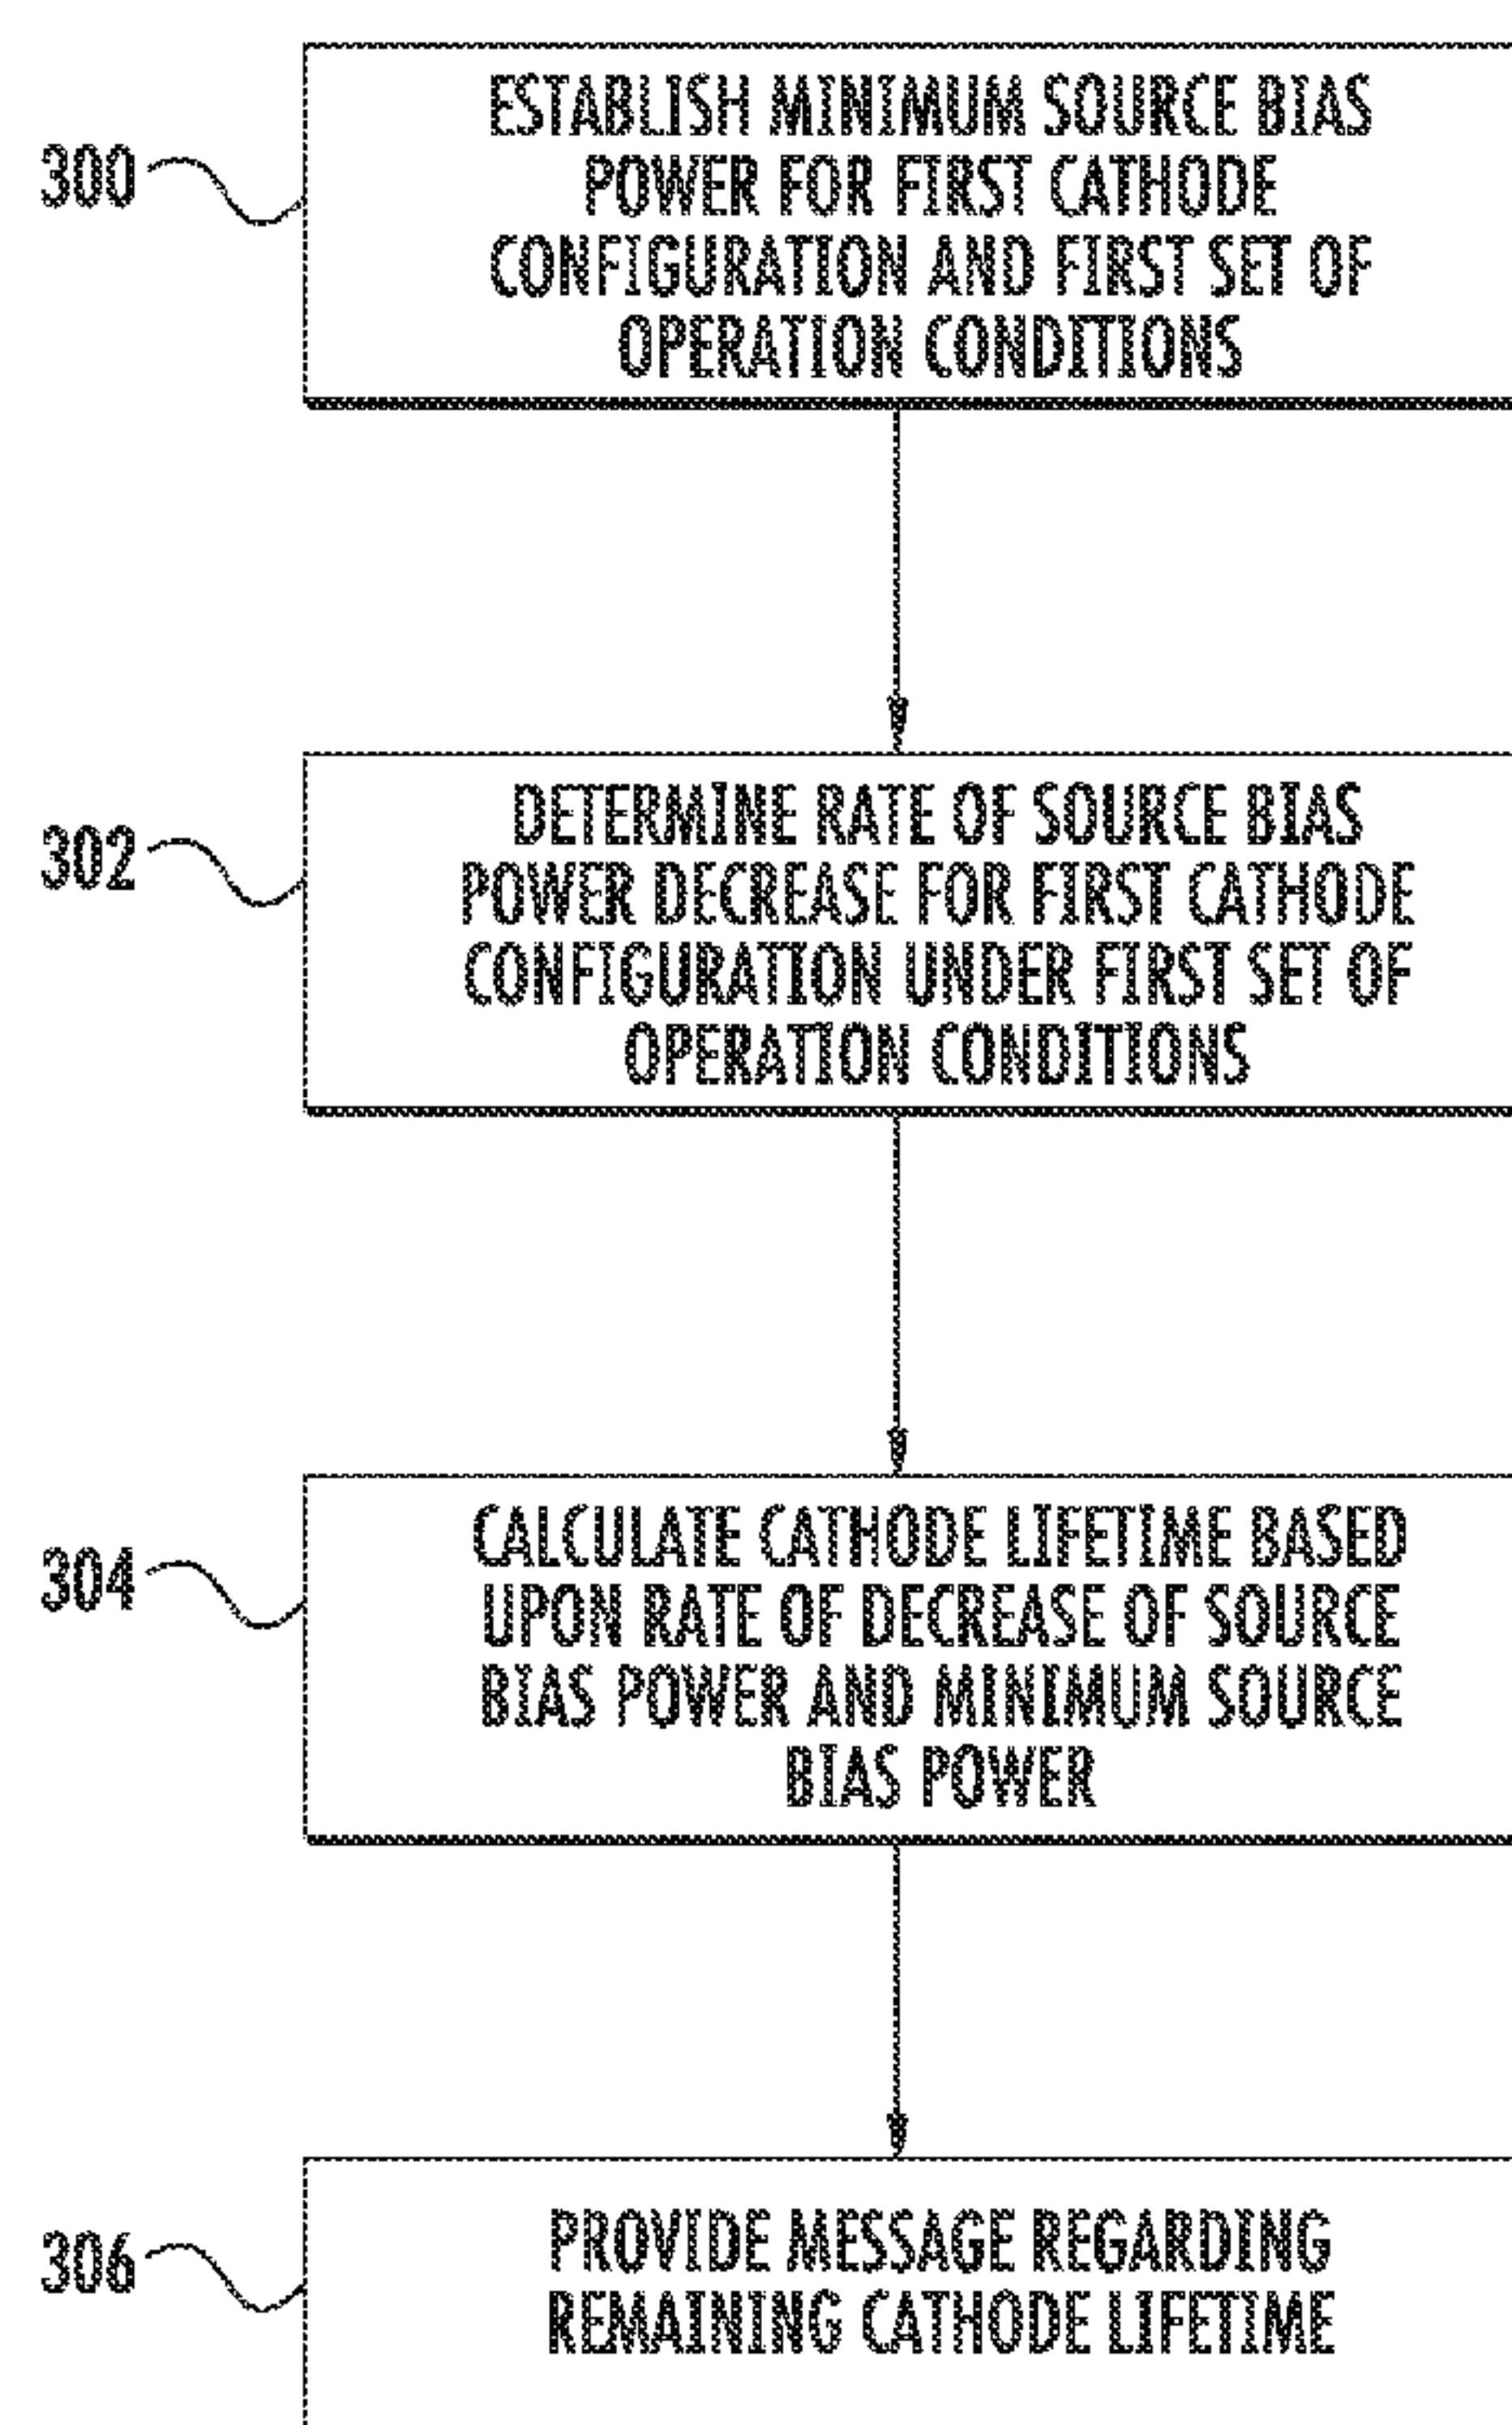 300
ESTABLISH MINIMUM SOURCE BIAS
POWER FOR FIRST CATHODE
CONFIGURATION AND FIRST SET OF
OPERATION CONDITIONS
302
DETERMINE RATE OF SOURCE BIAS
POWER DECREASE FOR FIRST CATHODE
CONFIGURATION UNDER FIRST SET OF
OPERATION CONDITIONS
304
CALCULATE CATHODE LIFETIME BASED
UPON RATE OF DECREASE OF SOURCE
BIAS POWER AND MINIMUM SOURCE
BIAS POWER
306
PROVIDE MESSAGE REGARDING
REMAINING CATHODE LIFETIME